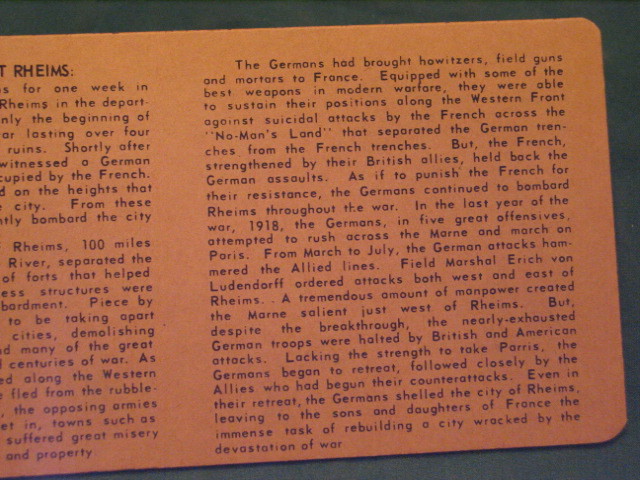 T RHEIMS:
s for one week in
Rheims in the depart-
nly the beginning of
ar lasting over four
ruins. Shortly after
witnessed a German
cupied by the French.
d on the heights that
e city. From these
ntly bombard the city
Rheims, 100 miles
River, separated the
of forts that helped
ess structures were
bardment. Piece by
to be taking apart
cities, demolishing
nd many of the great
d centuries of war. As
ed along the Western
e fled from the rubble-
, the opposing armies
et in, towns such as
suffered great misery
and property
The Germans had brought howitzers, field guns
and mortars to France. Equipped with some of the
best weapons in modern warfare, they were able
to sustain their positions along the Western Front
against suicidal attacks by the French across the
"No-Man's Land" that separated the German tren-
ches from the French trenches. But, the French,
strengthened by their British allies, held back the
German assaults. As if to punish the French for
their resistance, the Germans continued to bombard
Rheims throughout the war. In the last year of the
war, 1918, the Germans, in five great offensives,
attempted to rush across the Marne and march on
Paris. From March to July, the German attacks ham-
mered the Allied lines. Field Marshal Erich von
Ludendorff ordered attacks both west and east of
Rheims. . A tremendous amount of manpower created
the Marne salient just west of Rheims. But,
despite the breakthrough, the nearly-exhausted
German troops were halted by British and American
attacks. Lacking the strength to take Parris, the
Germans began to retreat, followed closely by the
Allies who had begun their counterattacks. Even in
their retreat, the Germans shelled the city of Rheims,
leaving to the sons and daughters of France the
immense task of rebuilding a city wracked by the
devastation of war